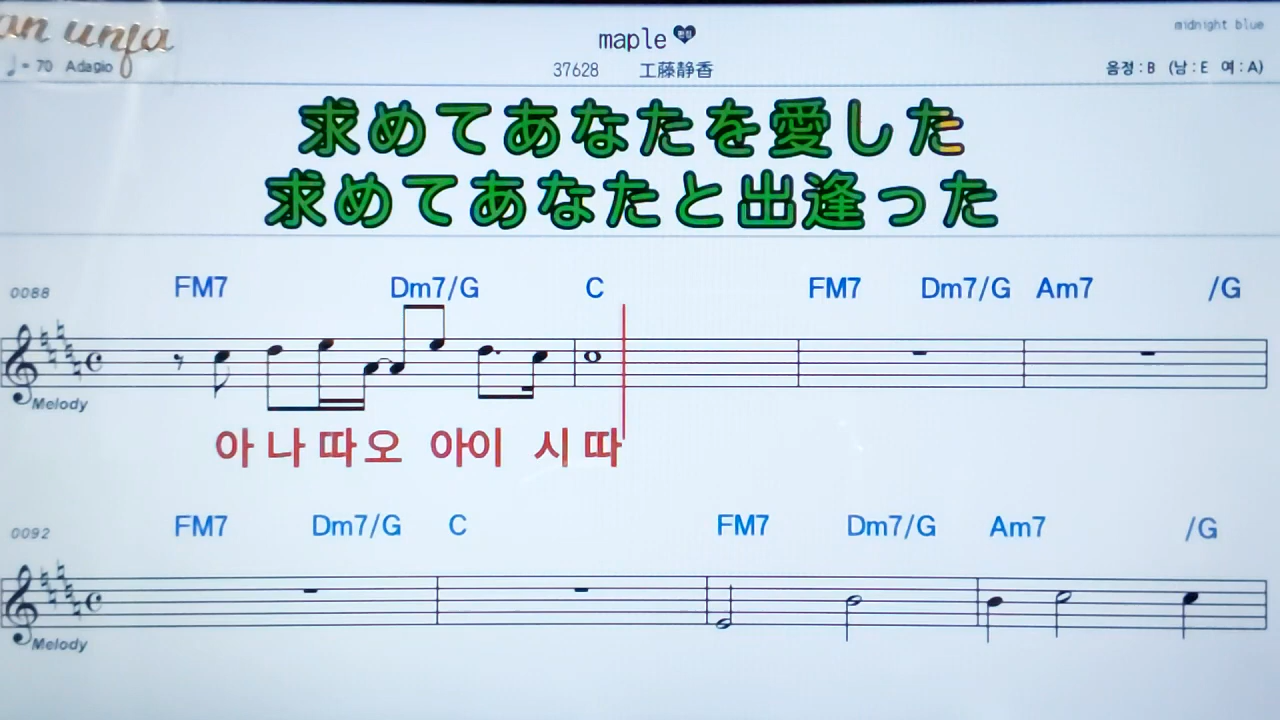 an unja
maple
midnight blue
♩= 70 Adagio
37628 工藤静香
음정 : B (남 : E 여 : A)
求めてあなたを愛した
求めてあなたと出逢った
0088 FM7 Dm7/G C FM7 Dm7/G Am7 /G
Melody
아 나 따 오 아이 시 따
0092 FM7 Dm7/G C FM7 Dm7/G Am7 /G
Melody